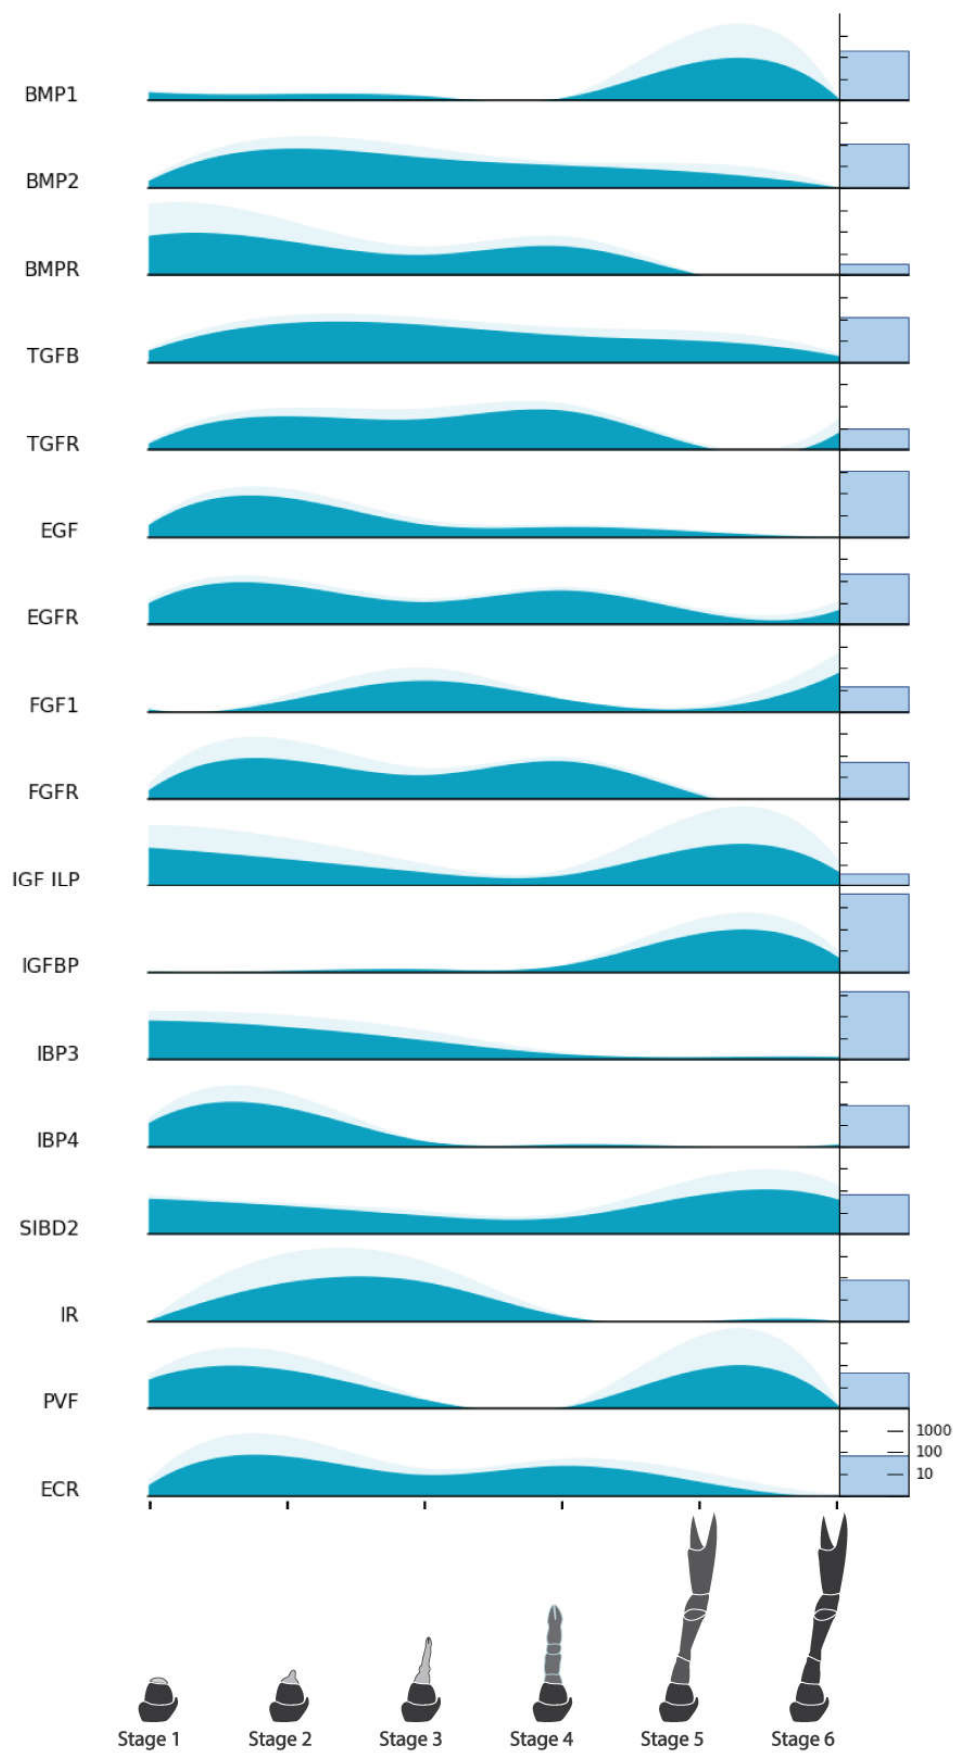 BMP1
BMP2
BMPR
TGFB
TGFR
EGF
EGFR
FGF1
FGFR
IGF ILP
IGFBP
IBP3
IBP4
SIBD2
IR
PVF
1000
100
10
ECR
Stage 1 Stage 2 Stage 3 Stage 4 Stage 5 Stage 6